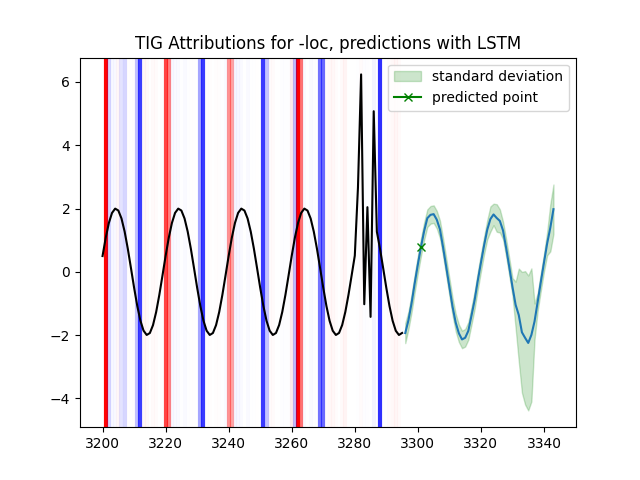 TIG Attributions for -loc, predictions with LSTM
standard deviation
predicted point
6
4
2
0
−2
−4
3200 3220 3240 3260 3280 3300 3320 3340